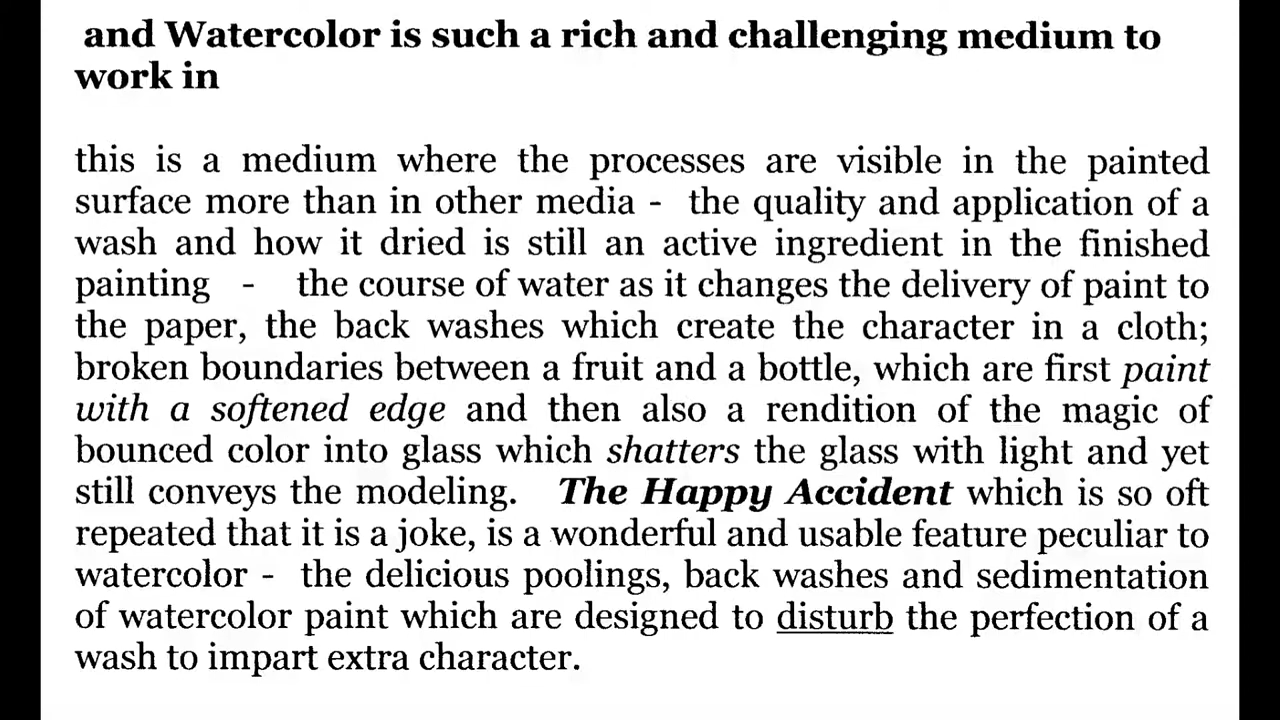 and Watercolor is such a rich and challenging medium to
work in
this is a medium where the processes are visible in the painted
surface more than in other media - the quality and application of a
wash and how it dried is still an active ingredient in the finished
painting - the course of water as it changes the delivery of paint to
the paper, the back washes which create the character in a cloth;
broken boundaries between a fruit and a bottle, which are first paint
with a softened edge and then also a rendition of the magic of
bounced color into glass which shatters the glass with light and yet
still conveys the modeling. The Happy Accident which is so oft
repeated that it is a joke, is a wonderful and usable feature peculiar to
watercolor - the delicious poolings, back washes and sedimentation
of watercolor paint which are designed to disturb the perfection of a
wash to impart extra character.